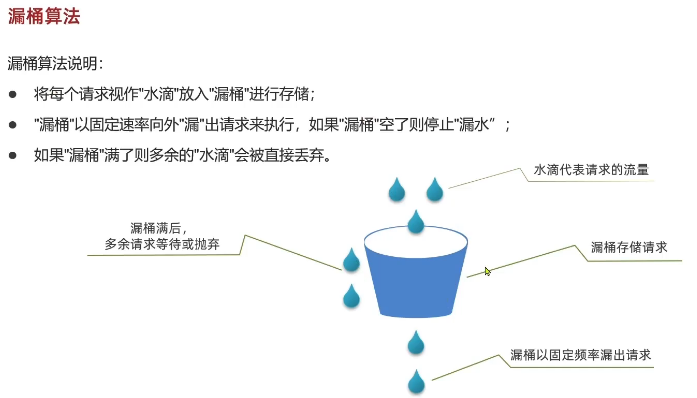 漏桶算法
漏桶算法说明：
● 将每个请求视作"水滴"放入"漏桶"进行存储；
● "漏桶"以固定速率向外"漏"出请求来执行，如果"漏桶"空了则停止"漏水”；
● 如果"漏桶"满了则多余的"水滴"会被直接丢弃。
水滴代表请求的流量
漏桶满后，
多余请求等待或抛弃
漏桶存储请求
漏桶以固定频率漏出请求